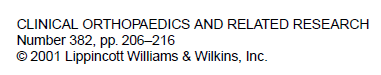 CLINICAL ORTHOPAEDICS AND RELATED RESEARCH
Number 382, pp. 206–216
© 2001 Lippincott Williams & Wilkins, Inc.